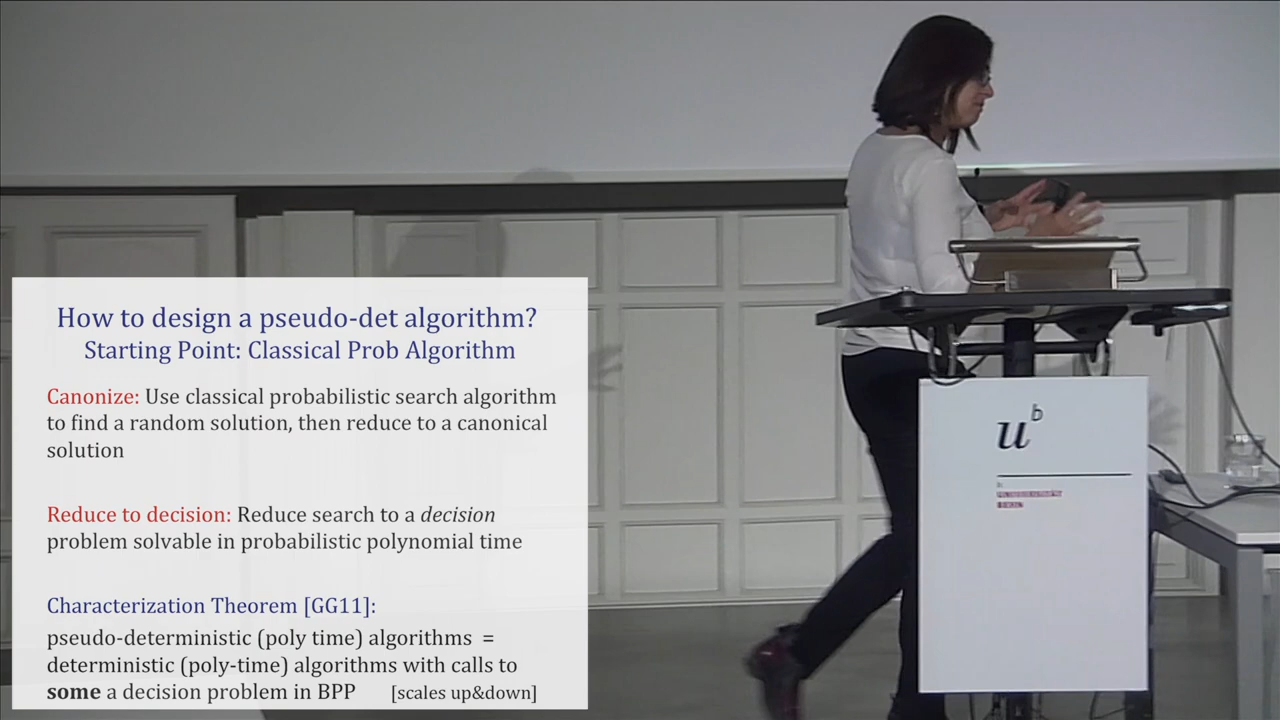 How to design a pseudo-det algorithm?
Starting Point: Classical Prob Algorithm
Canonize: Use classical probabilistic search algorithm
to find a random solution, then reduce to a canonical
solution
Reduce to decision: Reduce search to a decision
problem solvable in probabilistic polynomial time
Characterization Theorem [GG11]:
pseudo-deterministic (poly time) algorithms =
deterministic (poly-time) algorithms with calls to
some a decision problem in BPP [scales up&down]
u b